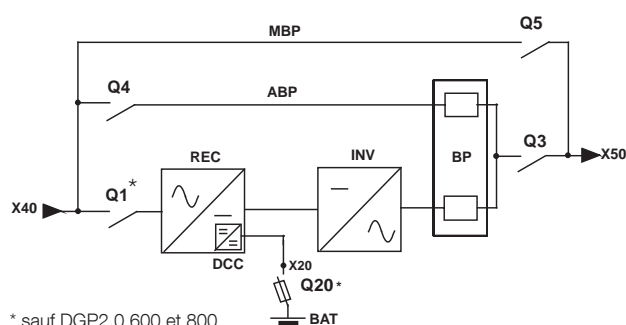 Q5
MBP
Q4
ABP
REC
INV
BP
Q3
X50
X40
Q1*
DCC
X20
Q20*
BAT
* sauf DGP2 0 600 et 800